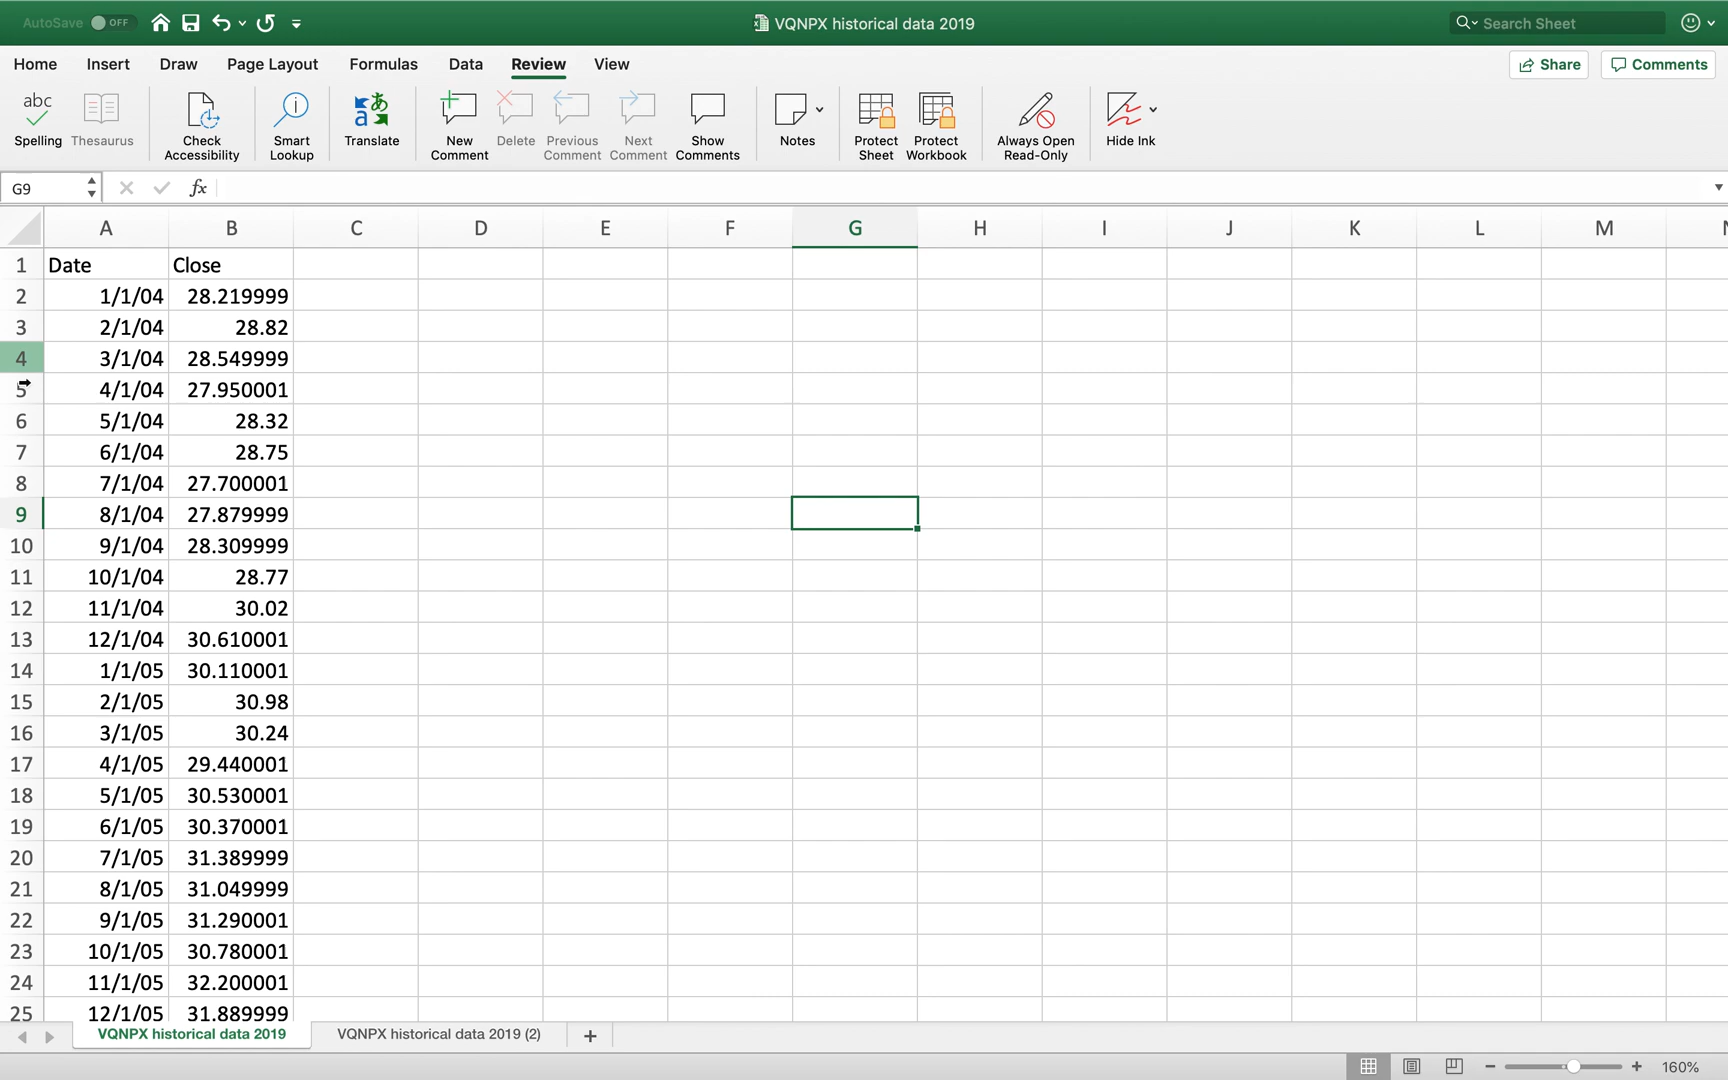 AutoSave OFF
VQNPX historical data 2019
Search Sheet
Home Insert Draw Page Layout Formulas Data Review View
Share Comments
abc
Spelling Thesaurus Check Accessibility Smart Lookup Translate New Comment Delete Previous Comment Next Comment Show Comments Notes Protect Sheet Protect Workbook Always Open Read-Only Hide Ink
G9 fx
A B C D E F G H I J K L M N
1 Date Close
2 1/1/04 28.219999
3 2/1/04 28.82
4 3/1/04 28.549999
5 4/1/04 27.950001
6 5/1/04 28.32
7 6/1/04 28.75
8 7/1/04 27.700001
9 8/1/04 27.879999
10 9/1/04 28.309999
11 10/1/04 28.77
12 11/1/04 30.02
13 12/1/04 30.610001
14 1/1/05 30.110001
15 2/1/05 30.98
16 3/1/05 30.24
17 4/1/05 29.440001
18 5/1/05 30.530001
19 6/1/05 30.370001
20 7/1/05 31.389999
21 8/1/05 31.049999
22 9/1/05 31.290001
23 10/1/05 30.780001
24 11/1/05 32.200001
25 12/1/05 31.889999
VQNPX historical data 2019 VQNPX historical data 2019 (2) +
160%